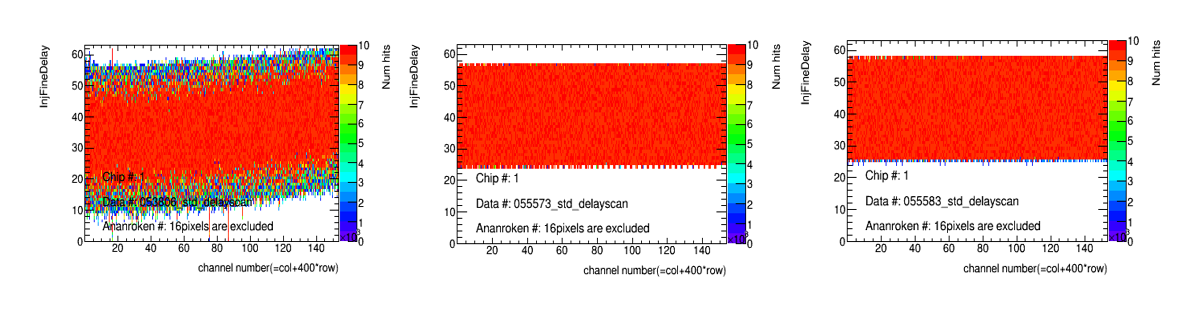 InjFineDelay
60
50
40
30
20
10
0
20 40 60 80 100 120 140
channel number(=col+400*row)
Chip #: 1
Ananroken #: 16pixels are excluded
10
9
8
7
6
5
4
3
2
1
0
Num hits
InjFineDelay
60
50
40
30
20
10
0
20 40 60 80 100 120 140
channel number(=col+400*row)
Chip #: 1
Data #: 055573_std_delayscan
Ananroken #: 16pixels are excluded
10
9
8
7
6
5
4
3
2
1
0
×10³
Num hits
InjFineDelay
60
50
40
30
20
10
0
20 40 60 80 100 120 140
channel number(=col+400*row)
Chip #: 1
Data #: 055583_std_delayscan
Ananroken #: 16pixels are excluded
10
9
8
7
6
5
4
3
2
1
0
×10³
Num hits